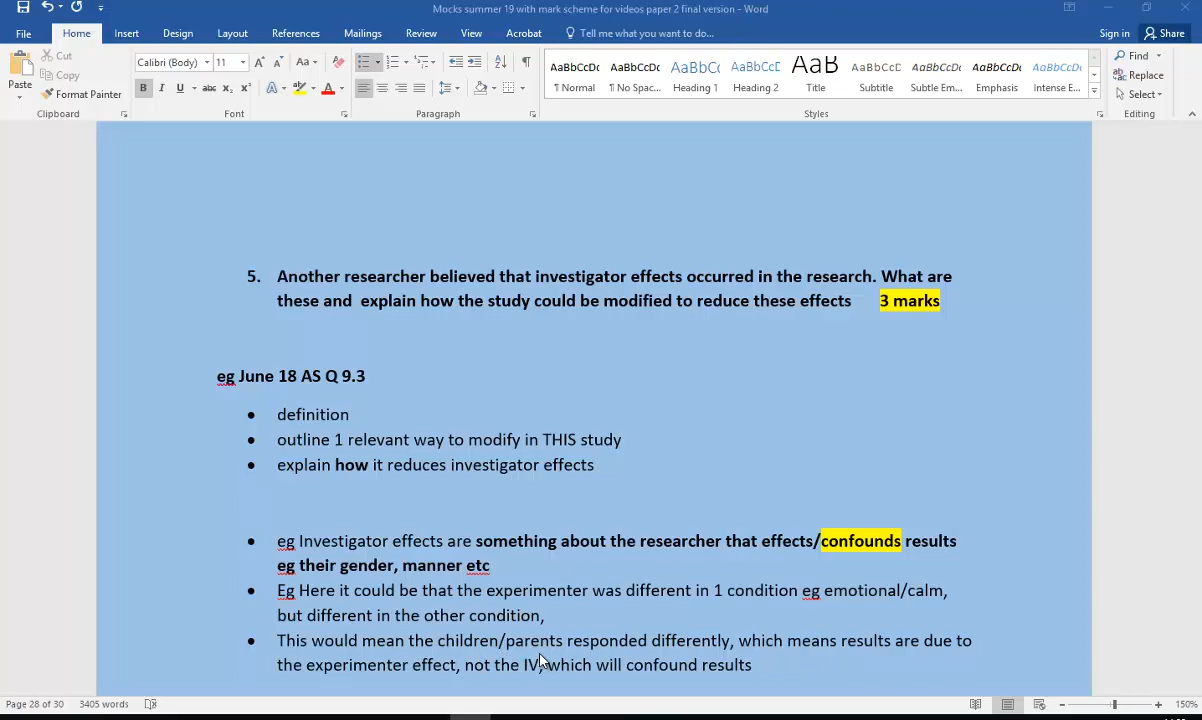 Mocks summer 19 with mark scheme for videos paper 2 final version - Word
File Home Insert Design Layout References Mailings Review View Acrobat Tell me what you want to do... Sign in Share
Paste
Cut
Copy
Format Painter
Clipboard
Calibri (Body) 11
Font
Paragraph
AaBbCcDc AaBbCcDc AaBbCc AaBbCcC AaB AaBbCcD AaBbCcDc AaBbCcDc AaBbCcDc
¶ Normal ¶ No Spac... Heading 1 Heading 2 Title Subtitle Subtle Em... Emphasis Intense E...
Styles
Find
Replace
Select
Editing
5. Another researcher believed that investigator effects occurred in the research. What are
these and explain how the study could be modified to reduce these effects 3 marks
eg June 18 AS Q 9.3
• definition
• outline 1 relevant way to modify in THIS study
• explain how it reduces investigator effects
• eg Investigator effects are something about the researcher that effects/confounds results
eg their gender, manner etc
• Eg Here it could be that the experimenter was different in 1 condition eg emotional/calm,
but different in the other condition,
• This would mean the children/parents responded differently, which means results are due to
the experimenter effect, not the IV, which will confound results
Page 28 of 30 3405 words 150%